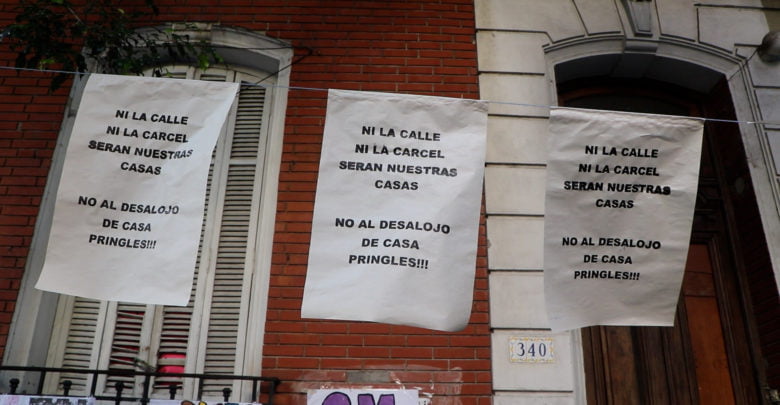 NI LA CALLE
NI LA CARCEL
SERAN NUESTRAS
CASAS
NO AL DESALOJO
DE CASA
PRINGLES!!!
NI LA CALLE
NI LA CARCEL
SERAN NUESTRAS
CASAS
NO AL DESALOJO
DE CASA
PRINGLES!!!
NI LA CALLE
NI LA CARCEL
SERAN NUESTRAS
CASAS
NO AL DESALOJO
DE CASA
PRINGLES!!!
340